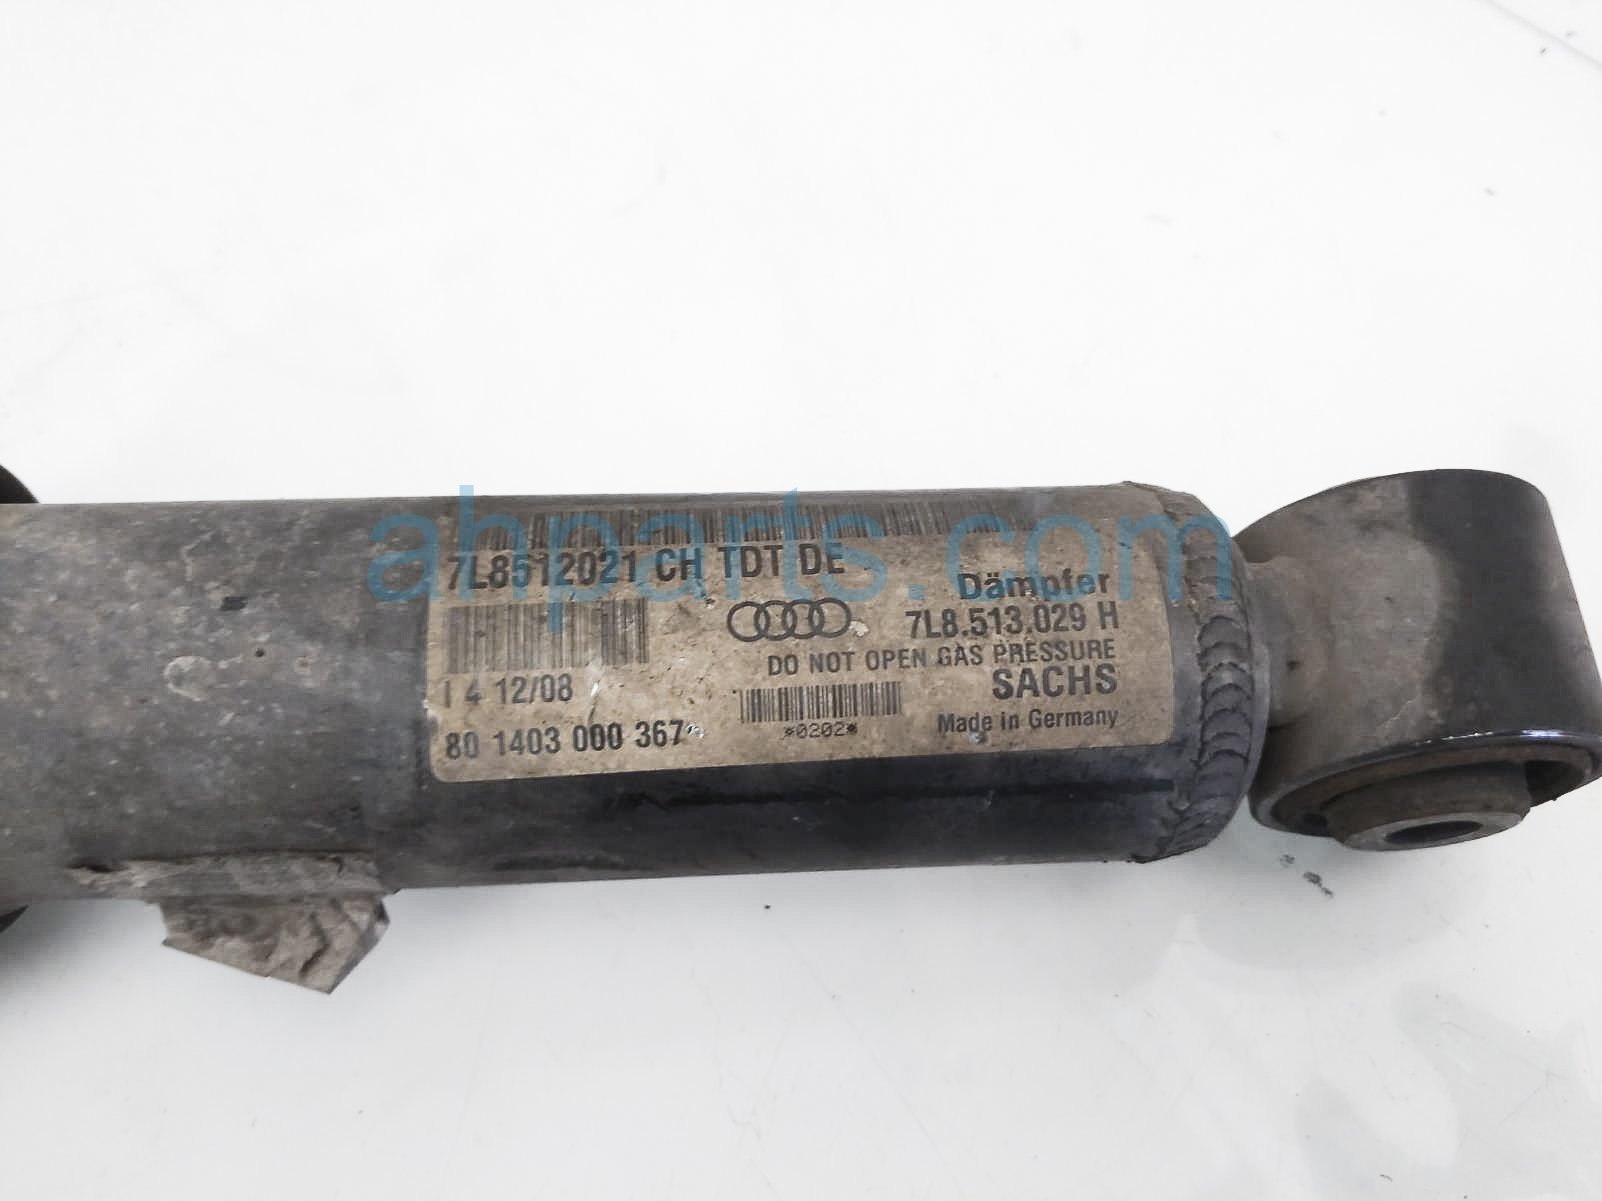 ahparts.com
7L8512021 CH TDT DE
Dämpfer
7L8.513.029 H
DO NOT OPEN GAS PRESSURE
I 4 12/08
SACHS
80 1403 000 367
*0202*
Made in Germany